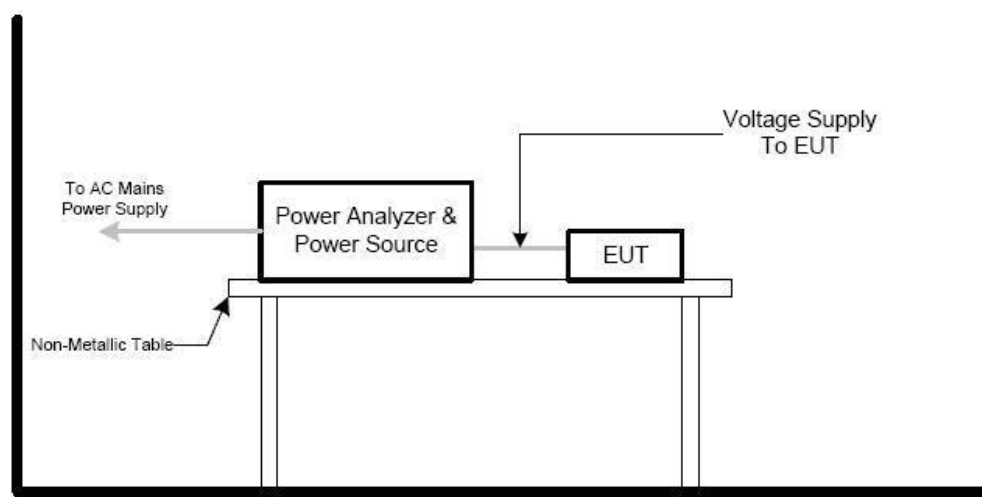 Voltage Supply
To EUT
To AC Mains
Power Supply
Power Analyzer &
Power Source
EUT
Non-Metallic Table